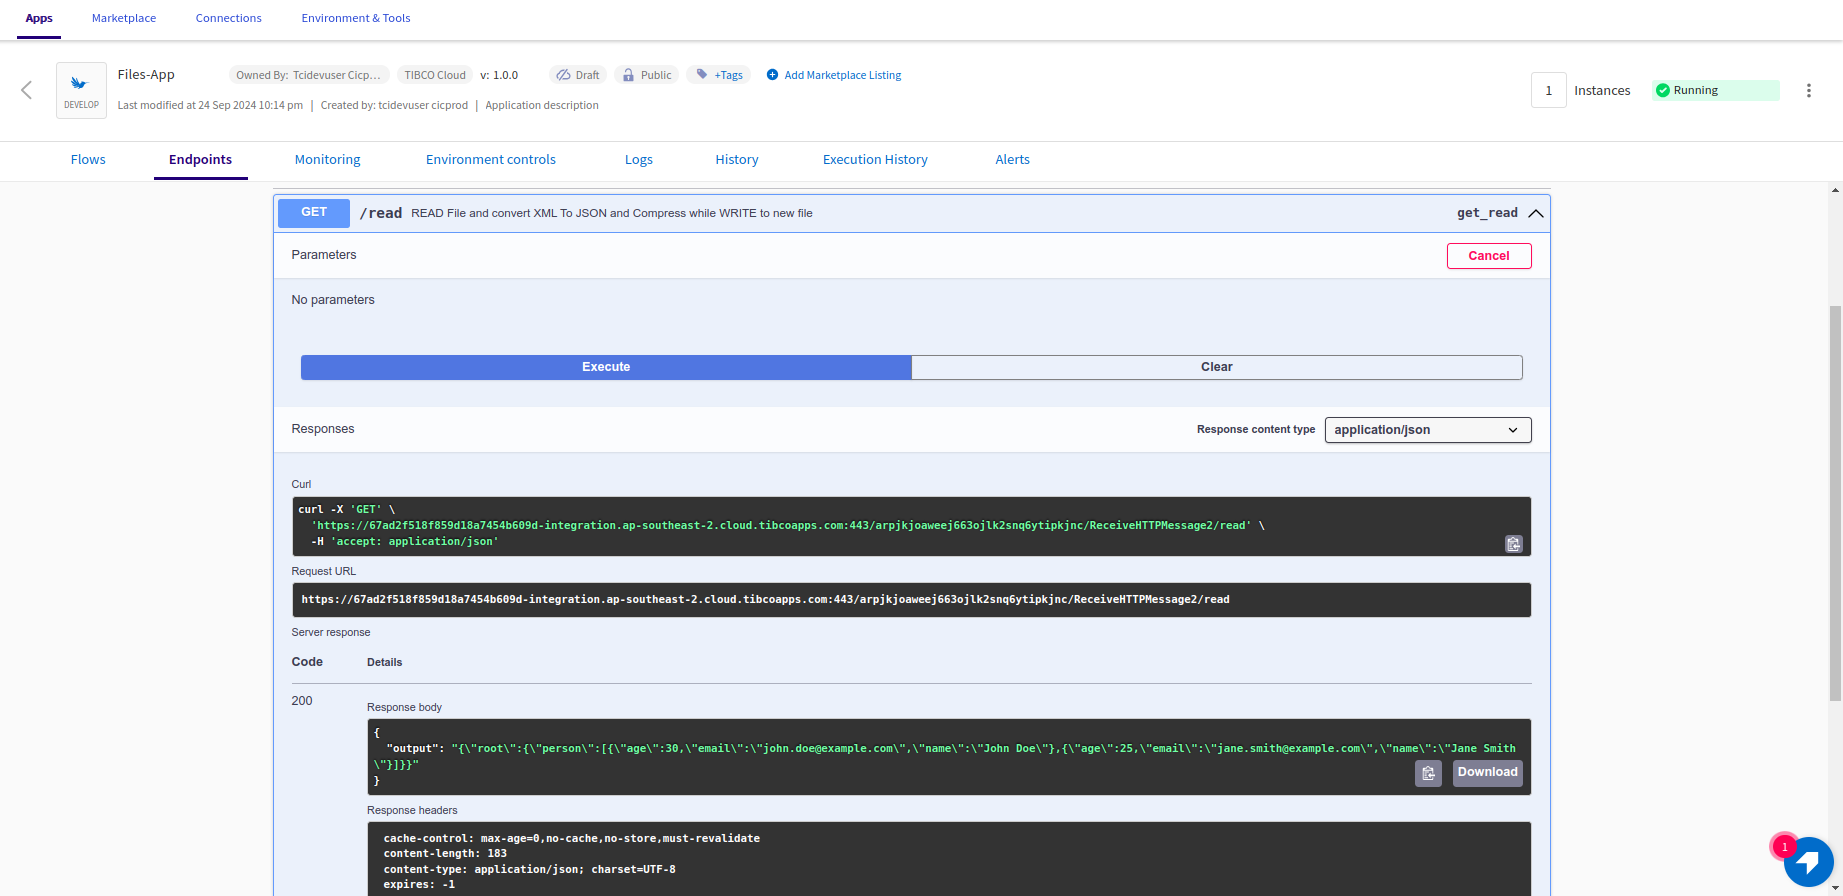 Apps Marketplace Connections Environment & Tools
Files-App Owned By: Tcidevuser Cicp... TIBCO Cloud v: 1.0.0 Draft Public +Tags Add Marketplace Listing
DEVELOP
Last modified at 24 Sep 2024 10:14 pm | Created by: tcidevuser cicprod | Application description
1 Instances Running
Flows Endpoints Monitoring Environment controls Logs History Execution History Alerts
GET /read READ File and convert XML To JSON and Compress while WRITE to new file get_read
Parameters Cancel
No parameters
Execute Clear
Responses Response content type application/json
Curl
curl -X 'GET' \
'https://67ad2f518f859d18a7454b609d-integration.ap-southeast-2.cloud.tibcoapps.com:443/arpjkjoaweej663ojlk2snq6ytipkjnc/ReceiveHTTPMessage2/read' \
-H 'accept: application/json'
Request URL
https://67ad2f518f859d18a7454b609d-integration.ap-southeast-2.cloud.tibcoapps.com:443/arpjkjoaweej663ojlk2snq6ytipkjnc/ReceiveHTTPMessage2/read
Server response
Code Details
200
Response body
{
"output": "{\"root\":{\"person\":[{\"age\":30,\"email\":\"john.doe@example.com\",\"name\":\"John Doe\"},{\"age\":25,\"email\":\"jane.smith@example.com\",\"name\":\"Jane Smith
\"}]}}"
}
Download
Response headers
cache-control: max-age=0,no-cache,no-store,must-revalidate
content-length: 183
content-type: application/json; charset=UTF-8
expires: -1
1